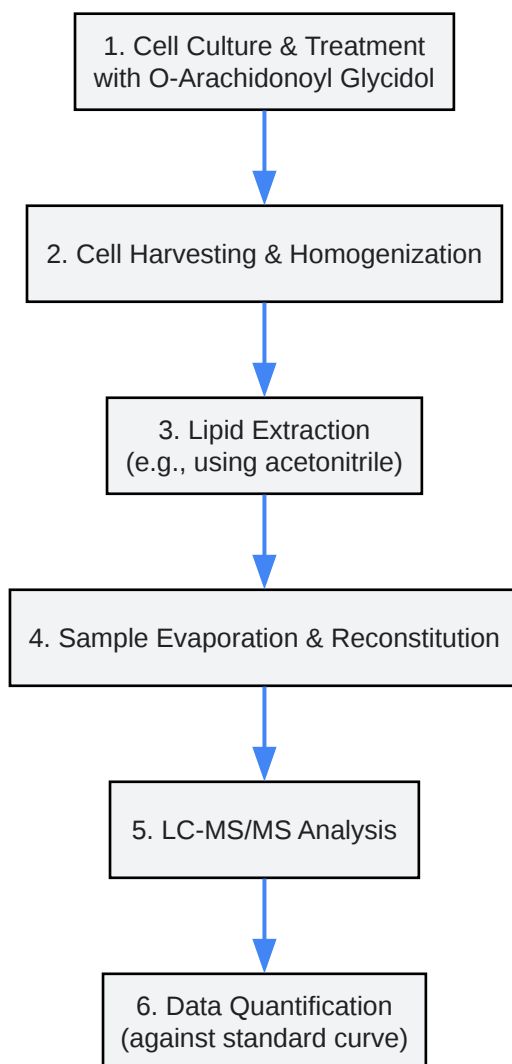 1. Cell Culture & Treatment
with O-Arachidonoyl Glycidol
2. Cell Harvesting & Homogenization
3. Lipid Extraction
(e.g., using acetonitrile)
4. Sample Evaporation & Reconstitution
5. LC-MS/MS Analysis
6. Data Quantification
(against standard curve)